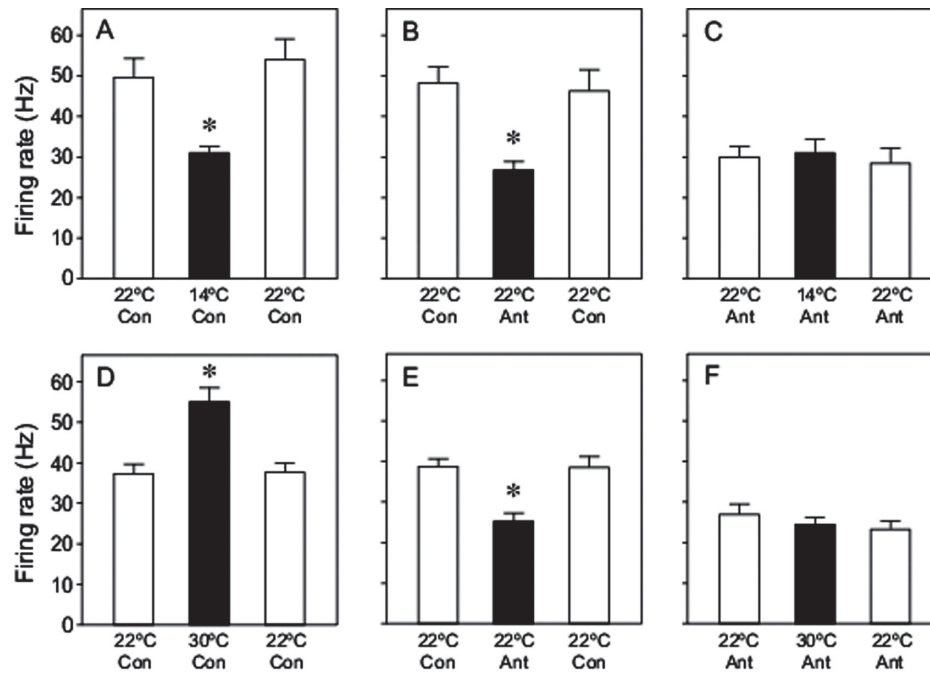 A
B
C
Firing rate (Hz)
60
50
40
30
20
10
0
*
*
22ºC 14ºC 22ºC
Con Con Con
22ºC 22ºC 22ºC
Con Ant Con
22ºC 14ºC 22ºC
Ant Ant Ant
D
E
F
Firing rate (Hz)
60
50
40
30
20
10
0
*
*
22ºC 30ºC 22ºC
Con Con Con
22ºC 22ºC 22ºC
Con Ant Con
22ºC 30ºC 22ºC
Ant Ant Ant